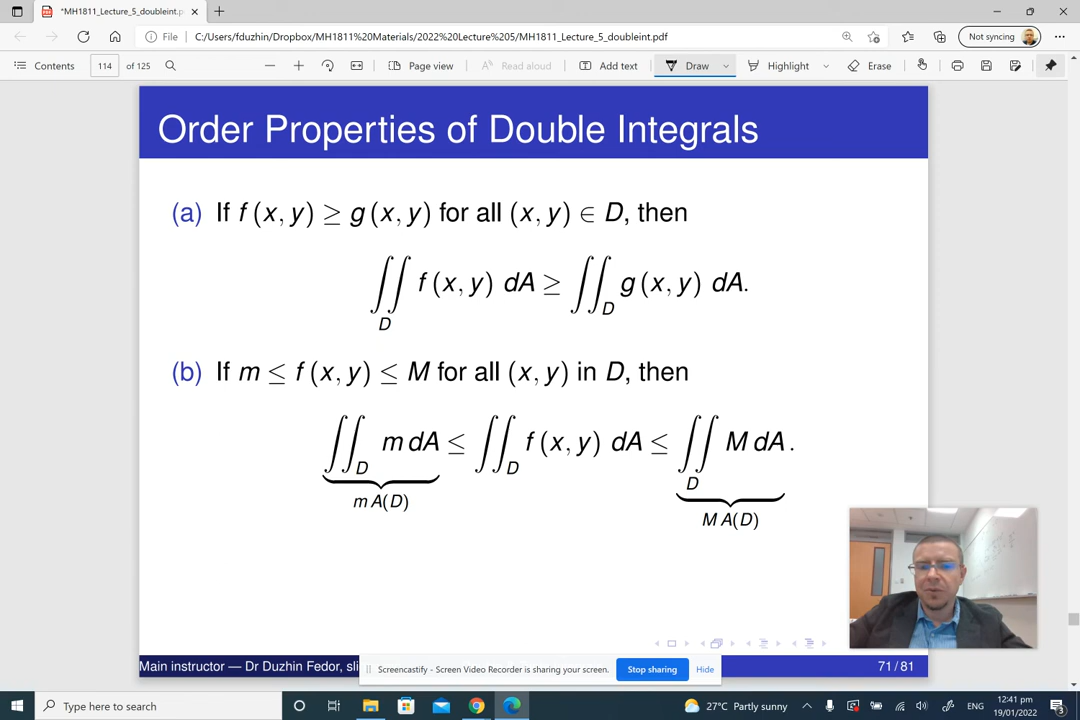 *MH1811_Lecture_5_doubleint.p
File C:/Users/fduzhin/Dropbox/MH1811%20Materials/2022%20Lecture%205/MH1811_Lecture_5_doubleint.pdf Not syncing
Contents 114 of 125 Page view Read aloud Add text Draw Highlight Erase
Order Properties of Double Integrals
(a) If f(x, y) ≥ g(x, y) for all (x, y) ∈ D, then
∬_D f(x, y) dA ≥ ∬_D g(x, y) dA.
(b) If m ≤ f(x, y) ≤ M for all (x, y) in D, then
∬_D m dA ≤ ∬_D f(x, y) dA ≤ ∬_D M dA.
m A(D) M A(D)
Main instructor — Dr Duzhin Fedor, sli 71 / 81
Screencastify - Screen Video Recorder is sharing your screen. Stop sharing Hide
Type here to search 27°C Partly sunny 12:41 pm
19/01/2022 3